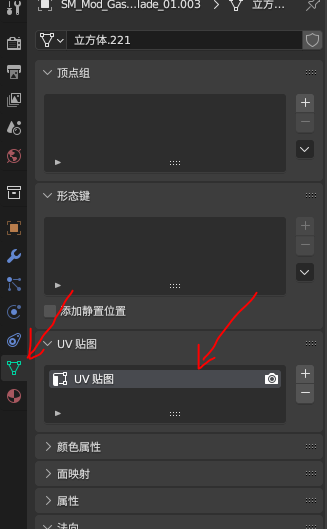 SM_Mod_Gas...lade_01.003 > 立方...
立方体.221
顶点组
形态键
添加静置位置
UV 贴图
UV 贴图
颜色属性
面映射
属性
法向